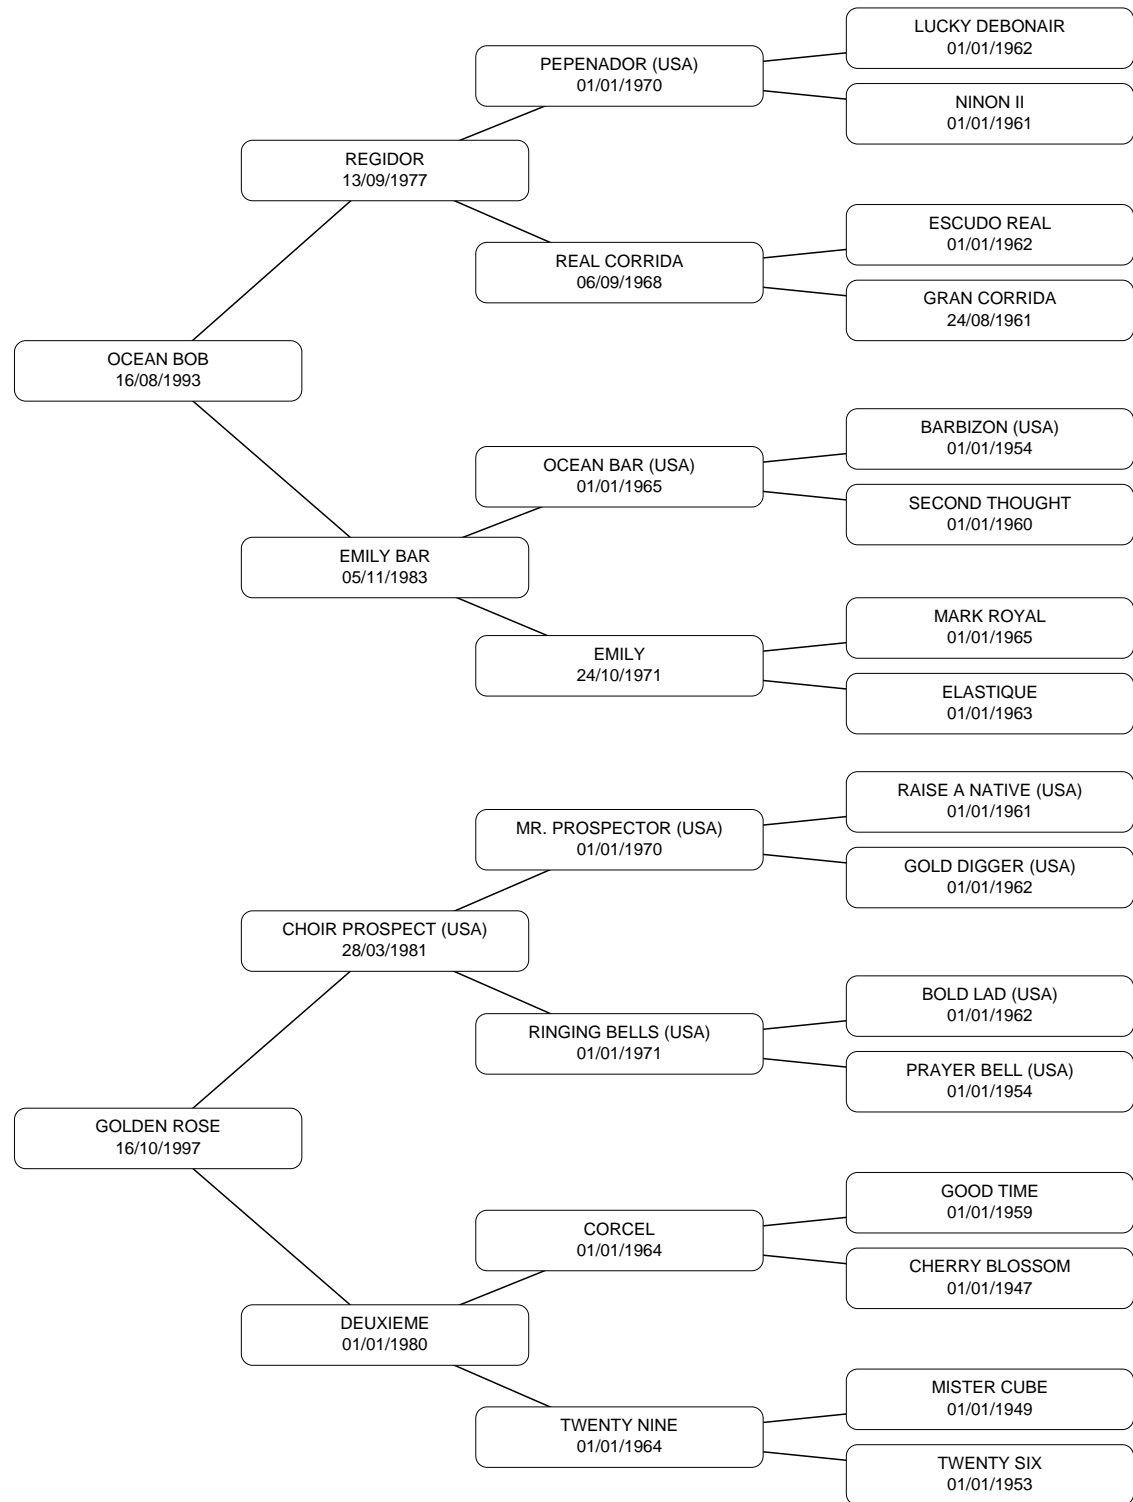 LUCKY DEBONAIR
01/01/1962
PEPENADOR (USA)
01/01/1970
NINON II
01/01/1961
REGIDOR
13/09/1977
ESCUDO REAL
01/01/1962
REAL CORRIDA
06/09/1968
GRAN CORRIDA
24/08/1961
OCEAN BOB
16/08/1993
BARBIZON (USA)
01/01/1954
OCEAN BAR (USA)
01/01/1965
SECOND THOUGHT
01/01/1960
EMILY BAR
05/11/1983
MARK ROYAL
01/01/1965
EMILY
24/10/1971
ELASTIQUE
01/01/1963
RAISE A NATIVE (USA)
01/01/1961
MR. PROSPECTOR (USA)
01/01/1970
GOLD DIGGER (USA)
01/01/1962
CHOIR PROSPECT (USA)
28/03/1981
BOLD LAD (USA)
01/01/1962
RINGING BELLS (USA)
01/01/1971
PRAYER BELL (USA)
01/01/1954
GOLDEN ROSE
16/10/1997
GOOD TIME
01/01/1959
CORCEL
01/01/1964
CHERRY BLOSSOM
01/01/1947
DEUXIEME
01/01/1980
MISTER CUBE
01/01/1949
TWENTY NINE
01/01/1964
TWENTY SIX
01/01/1953